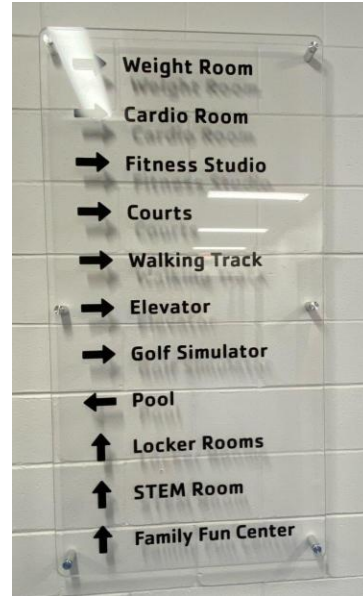 Weight Room
Cardio Room
Fitness Studio
Courts
Walking Track
Elevator
Golf Simulator
Pool
Locker Rooms
STEM Room
Family Fun Center